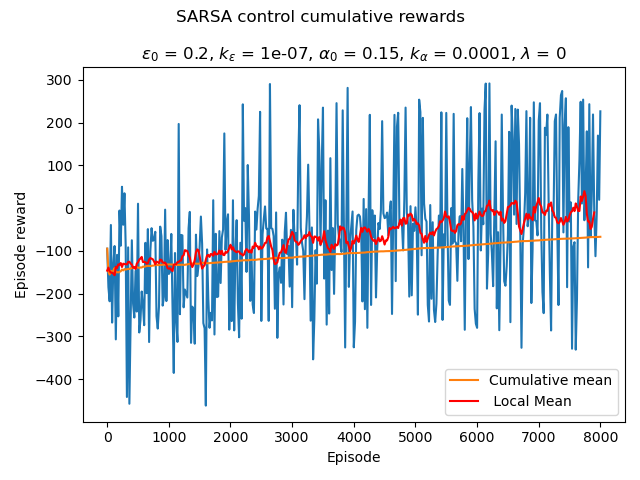 SARSA control cumulative rewards
ε₀ = 0.2, kε = 1e-07, α₀ = 0.15, kα = 0.0001, λ = 0
Episode reward
300
200
100
0
−100
−200
−300
−400
Cumulative mean
Local Mean
0 1000 2000 3000 4000 5000 6000 7000 8000
Episode